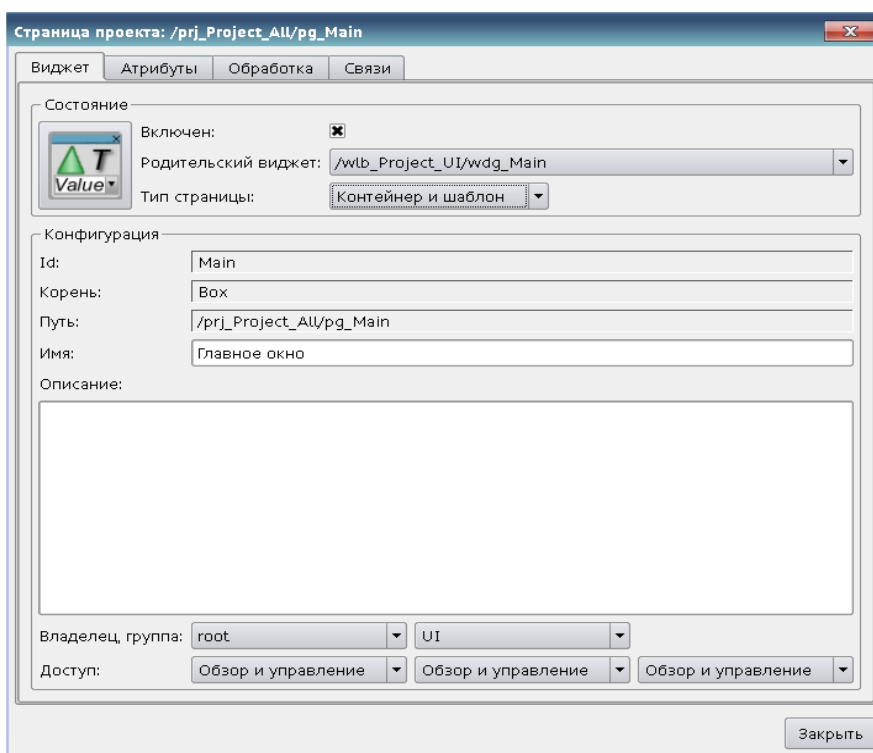 Страница проекта: /prj_Project_All/pg_Main
Виджет Атрибуты Обработка Связи
Состояние
T
Value
Включен:
Родительский виджет: /wlb_Project_UI/wdg_Main
Тип страницы: Контейнер и шаблон
Конфигурация
Id: Main
Корень: Box
Путь: /prj_Project_All/pg_Main
Имя: Главное окно
Описание:
Владелец, группа: root UI
Доступ: Обзор и управление Обзор и управление Обзор и управление
Закрыть